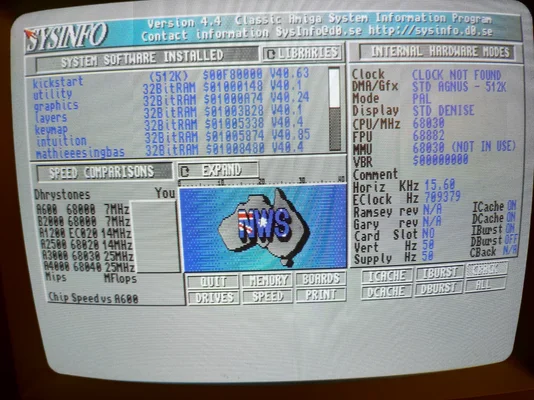 SYSINFO
Version 4.4 Classic Amiga System Information Program
Contact information SysInfo@d0.se http://sysinfo.d0.se
SYSTEM SOFTWARE INSTALLED
LIBRARIES
kickstart (512K) $00F80000 V40.63
utility 32BitRAM $01000148 V40.1
graphics 32BitRAM $01000A74 V40.24
layers 32BitRAM $01003828 V40.1
keymap 32BitRAM $01005338 V40.4
intuition 32BitRAM $01005874 V40.85
mathieeesingbas 32BitRAM $01008480 V40.4
SPEED COMPARISONS
EXPAND
Dhrystones You
A600 68000 7MHz
B2000 68000 7MHz
A1200 EC020 14MHz
A2500 68020 14MHz
A3000 68030 25MHz
A4000 68040 25MHz
Mips MFlops
Chip Speed vs A600
NWS
QUIT MEMORY BOARDS
DRIVES SPEED PRINT
INTERNAL HARDWARE MODES
Clock CLOCK NOT FOUND
DMA/Gfx STD AGNUS - 512K
Mode PAL
Display STD DENISE
CPU/MHz 68030
FPU 68882
MMU 68030 (NOT IN USE)
VBR $00000000
Comment
Horiz KHz 15.60
EClock Hz 709379
Ramsey rev N/A ICache ON
Gary rev N/A DCache ON
Card Slot NO IBurst ON
Vert Hz 50 DBurst OFF
Supply Hz 50 CBack N/A
ICACHE IBURST CBACK
DCACHE DBURST ALL